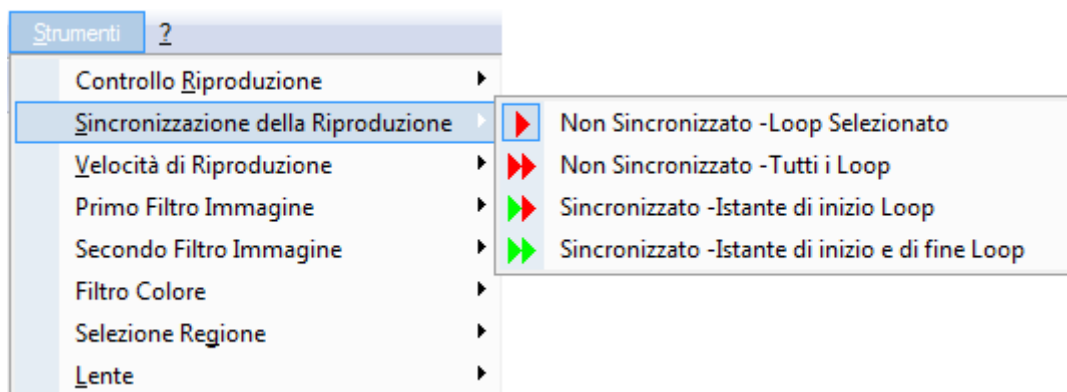 Strumenti ?
Controllo Riproduzione
Sincronizzazione della Riproduzione
Velocità di Riproduzione
Primo Filtro Immagine
Secondo Filtro Immagine
Filtro Colore
Selezione Regione
Lente
Non Sincronizzato -Loop Selezionato
Non Sincronizzato -Tutti i Loop
Sincronizzato -Istante di inizio Loop
Sincronizzato -Istante di inizio e di fine Loop